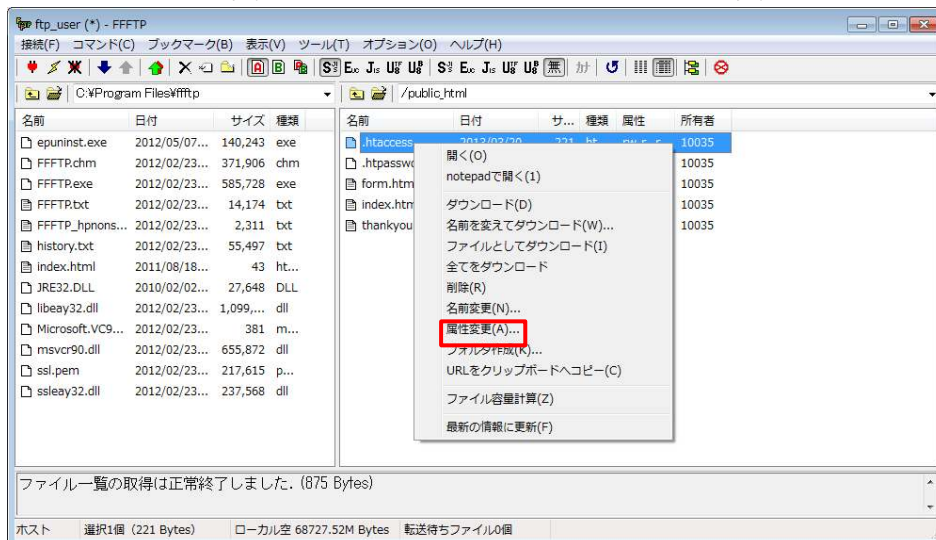 ftp_user (*) - FFFTP
接続(F) コマンド(C) ブックマーク(B) 表示(V) ツール(T) オプション(O) ヘルプ(H)
A B S Euc JIS S Euc JIS 無
C:¥Program Files¥ffftp
/public_html
名前 日付 サイズ 種類
epuninst.exe 2012/05/07... 140,243 exe
FFFTP.chm 2012/02/23... 371,906 chm
FFFTP.exe 2012/02/23... 585,728 exe
FFFTP.txt 2012/02/23... 14,174 txt
FFFTP_hpnons... 2012/02/23... 2,311 txt
history.txt 2012/02/23... 55,497 txt
index.html 2011/08/18... 43 ht...
JRE32.DLL 2010/02/02... 27,648 DLL
libeay32.dll 2012/02/23... 1,099,... dll
Microsoft.VC9... 2012/02/23... 381 m...
msvcr90.dll 2012/02/23... 655,872 dll
ssl.pem 2012/02/23... 217,615 p...
ssleay32.dll 2012/02/23... 237,568 dll
名前 日付 サ... 種類 属性 所有者
.htaccess 2012/03/20 221 ht 10035
.htpasswd 10035
form.htm 10035
index.htm 10035
thankyou 10035
開く(O)
notepadで開く(1)
ダウンロード(D)
名前を変えてダウンロード(W)...
ファイルとしてダウンロード(I)
全てをダウンロード
削除(R)
名前変更(N)...
属性変更(A)...
フォルダ作成(K)...
URLをクリップボードへコピー(C)
ファイル容量計算(Z)
最新の情報に更新(F)
ファイル一覧の取得は正常終了しました. (875 Bytes)
ホスト 選択1個 (221 Bytes) ローカル空 68727.52M Bytes 転送待ちファイル0個